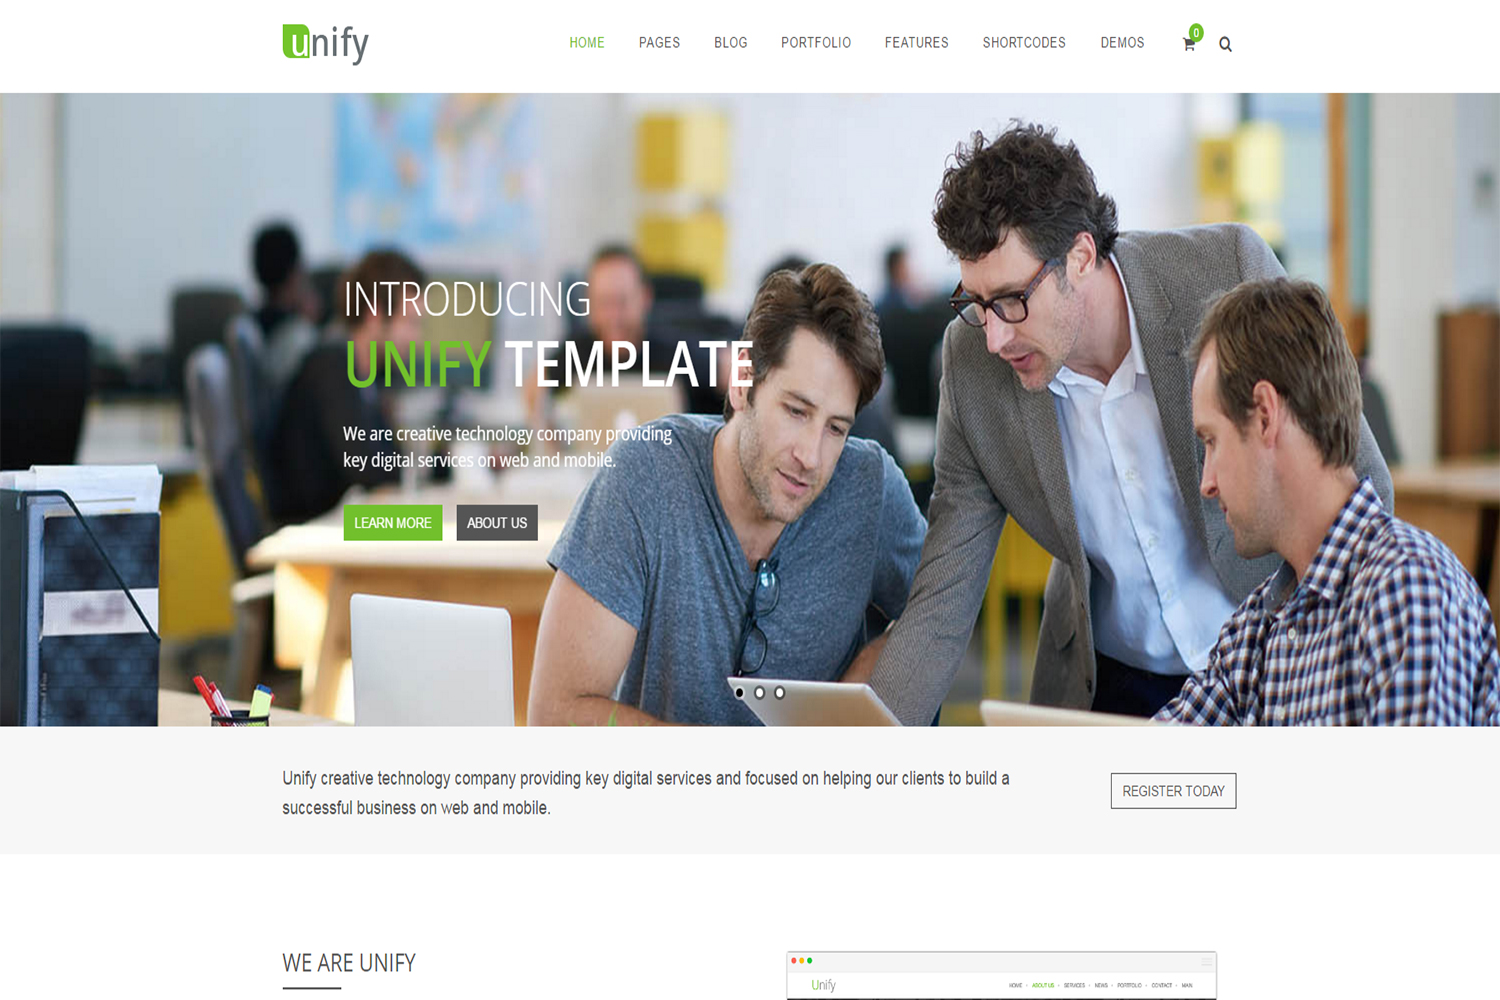 unify
HOME PAGES BLOG PORTFOLIO FEATURES SHORTCODES DEMOS 0
INTRODUCING
UNIFY TEMPLATE
We are creative technology company providing
key digital services on web and mobile.
LEARN MORE ABOUT US
Unify creative technology company providing key digital services and focused on helping our clients to build a
successful business on web and mobile.
REGISTER TODAY
WE ARE UNIFY
Unify
HOME ABOUT US SERVICES NEWS PORTFOLIO CONTACT MAIN